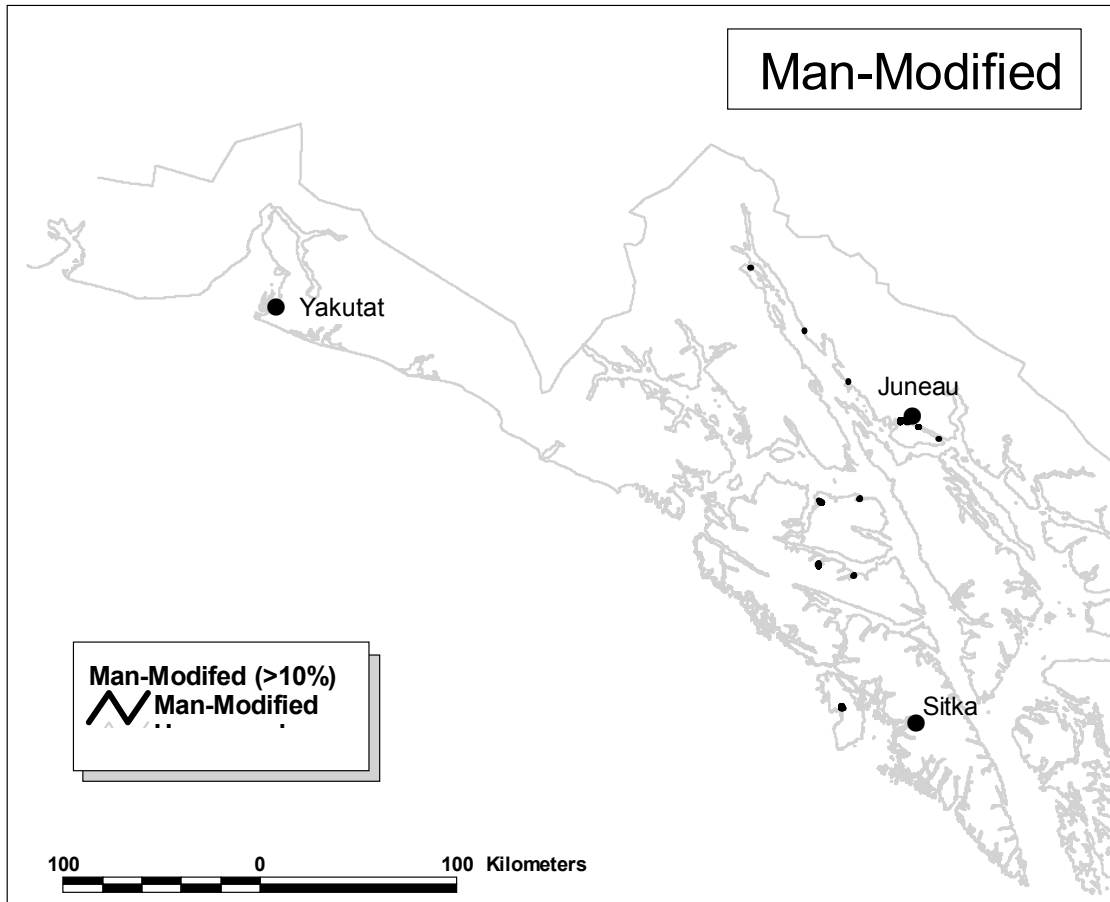 Man-Modified
Yakutat
Juneau
Man-Modifed (>10%)
Man-Modified
Sitka
100 0 100 Kilometers